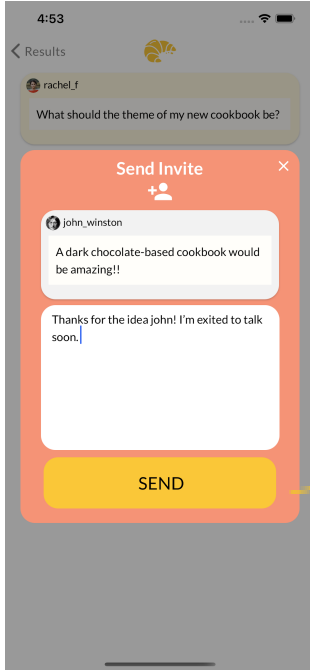 4:53
Results
rachel_f
What should the theme of my new cookbook be?
Send Invite
john_winston
A dark chocolate-based cookbook would
be amazing!!
Thanks for the idea john! I'm exited to talk
soon.
SEND